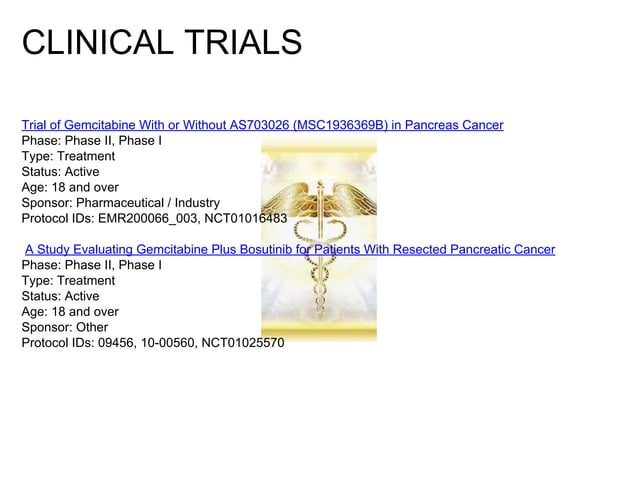 CLINICAL TRIALS
Trial of Gemcitabine With or Without AS703026 (MSC1936369B) in Pancreas Cancer
Phase: Phase II, Phase I
Type: Treatment
Status: Active
Age: 18 and over
Sponsor: Pharmaceutical / Industry
Protocol IDs: EMR200066_003, NCT01016483
A Study Evaluating Gemcitabine Plus Bosutinib for Patients With Resected Pancreatic Cancer
Phase: Phase II, Phase I
Type: Treatment
Status: Active
Age: 18 and over
Sponsor: Other
Protocol IDs: 09456, 10-00560, NCT01025570